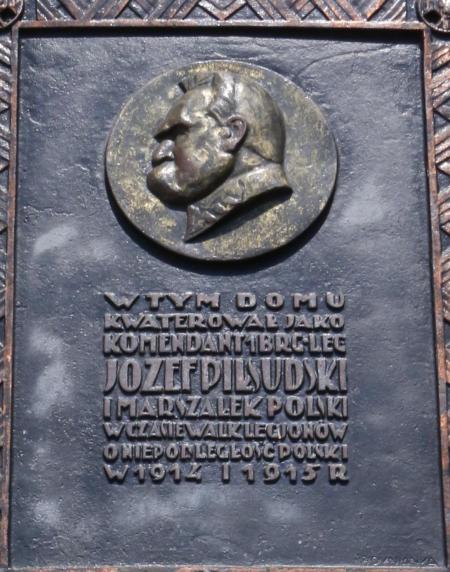 W TYM DOMU
KWATEROWAŁ JAKO
KOMENDANT 1 BRG. LEG
JÓZEF PIŁSUDSKI
I MARSZAŁEK POLSKI
W CZASIE WALK LEGJONÓW
O NIEPODLEGŁOŚĆ POLSKI
W 1914 I 1915 R